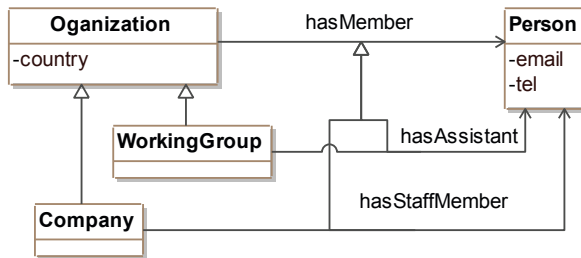 Oganization
hasMember
Person
-country
-email
-tel
WorkingGroup
hasAssistant
hasStaffMember
Company